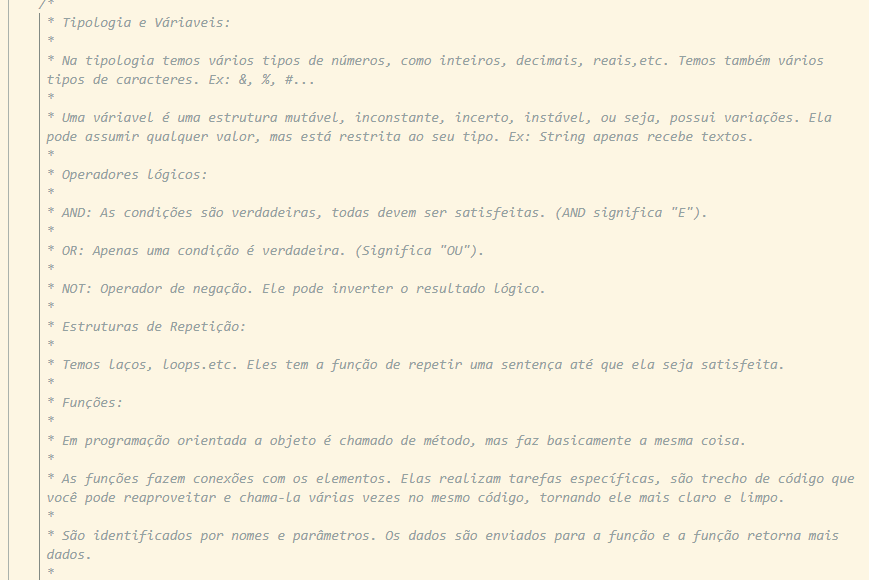 /*
* Tipologia e Váriaveis:
*
* Na tipologia temos vários tipos de números, como inteiros, decimais, reais,etc. Temos também vários
tipos de caracteres. Ex: &, %, #...
*
* Uma váriavel é uma estrutura mutável, inconstante, incerto, instável, ou seja, possui variações. Ela
pode assumir qualquer valor, mas está restrita ao seu tipo. Ex: String apenas recebe textos.
*
* Operadores lógicos:
*
* AND: As condições são verdadeiras, todas devem ser satisfeitas. (AND significa "E").
*
* OR: Apenas uma condição é verdadeira. (Significa "OU").
*
* NOT: Operador de negação. Ele pode inverter o resultado lógico.
*
* Estruturas de Repetição:
*
* Temos laços, loops.etc. Eles tem a função de repetir uma sentença até que ela seja satisfeita.
*
* Funções:
*
* Em programação orientada a objeto é chamado de método, mas faz basicamente a mesma coisa.
*
* As funções fazem conexões com os elementos. Elas realizam tarefas específicas, são trecho de código que
você pode reaproveitar e chama-la várias vezes no mesmo código, tornando ele mais claro e limpo.
*
* São identificados por nomes e parâmetros. Os dados são enviados para a função e a função retorna mais
dados.
*